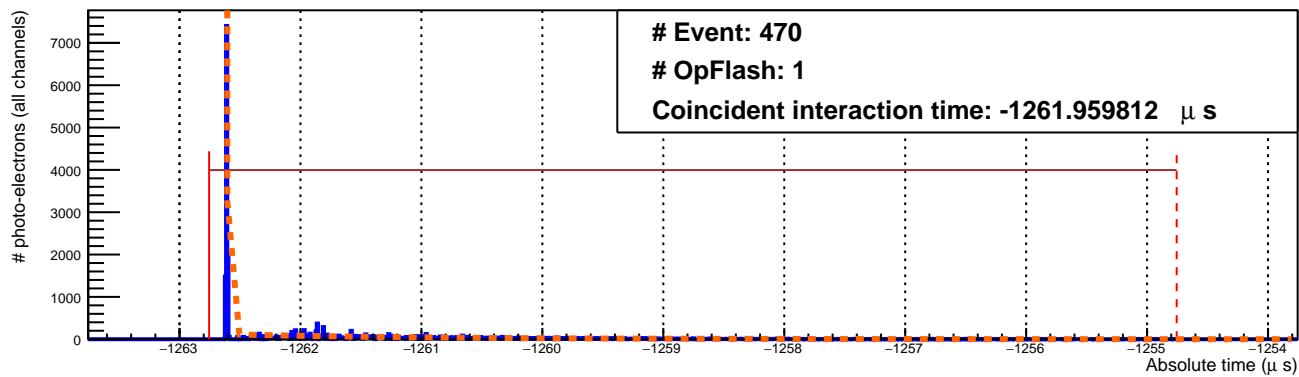 # Event: 470
# OpFlash: 1
Coincident interaction time: -1261.959812 μ s
# photo-electrons (all channels)
7000
6000
5000
4000
3000
2000
1000
0
−1263 −1262 −1261 −1260 −1259 −1258 −1257 −1256 −1255 −1254
Absolute time (μ s)